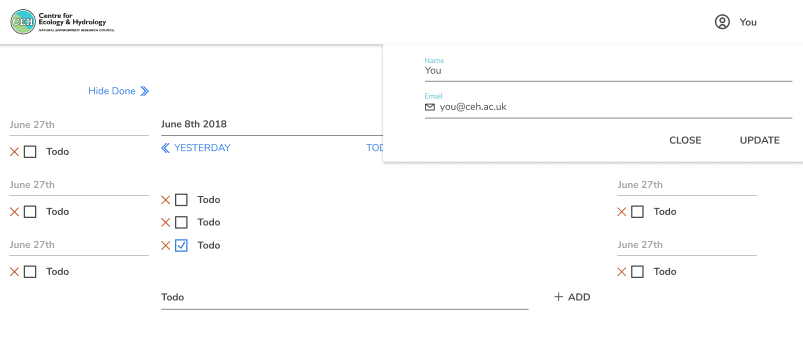 CEH
Centre for
Ecology & Hydrology
NATURAL ENVIRONMENT RESEARCH COUNCIL
You
Name
You
Email
you@ceh.ac.uk
CLOSE
UPDATE
Hide Done
June 27th
Todo
June 27th
Todo
June 27th
Todo
June 8th 2018
YESTERDAY
TOD
Todo
Todo
Todo
Todo
ADD
June 27th
Todo
June 27th
Todo